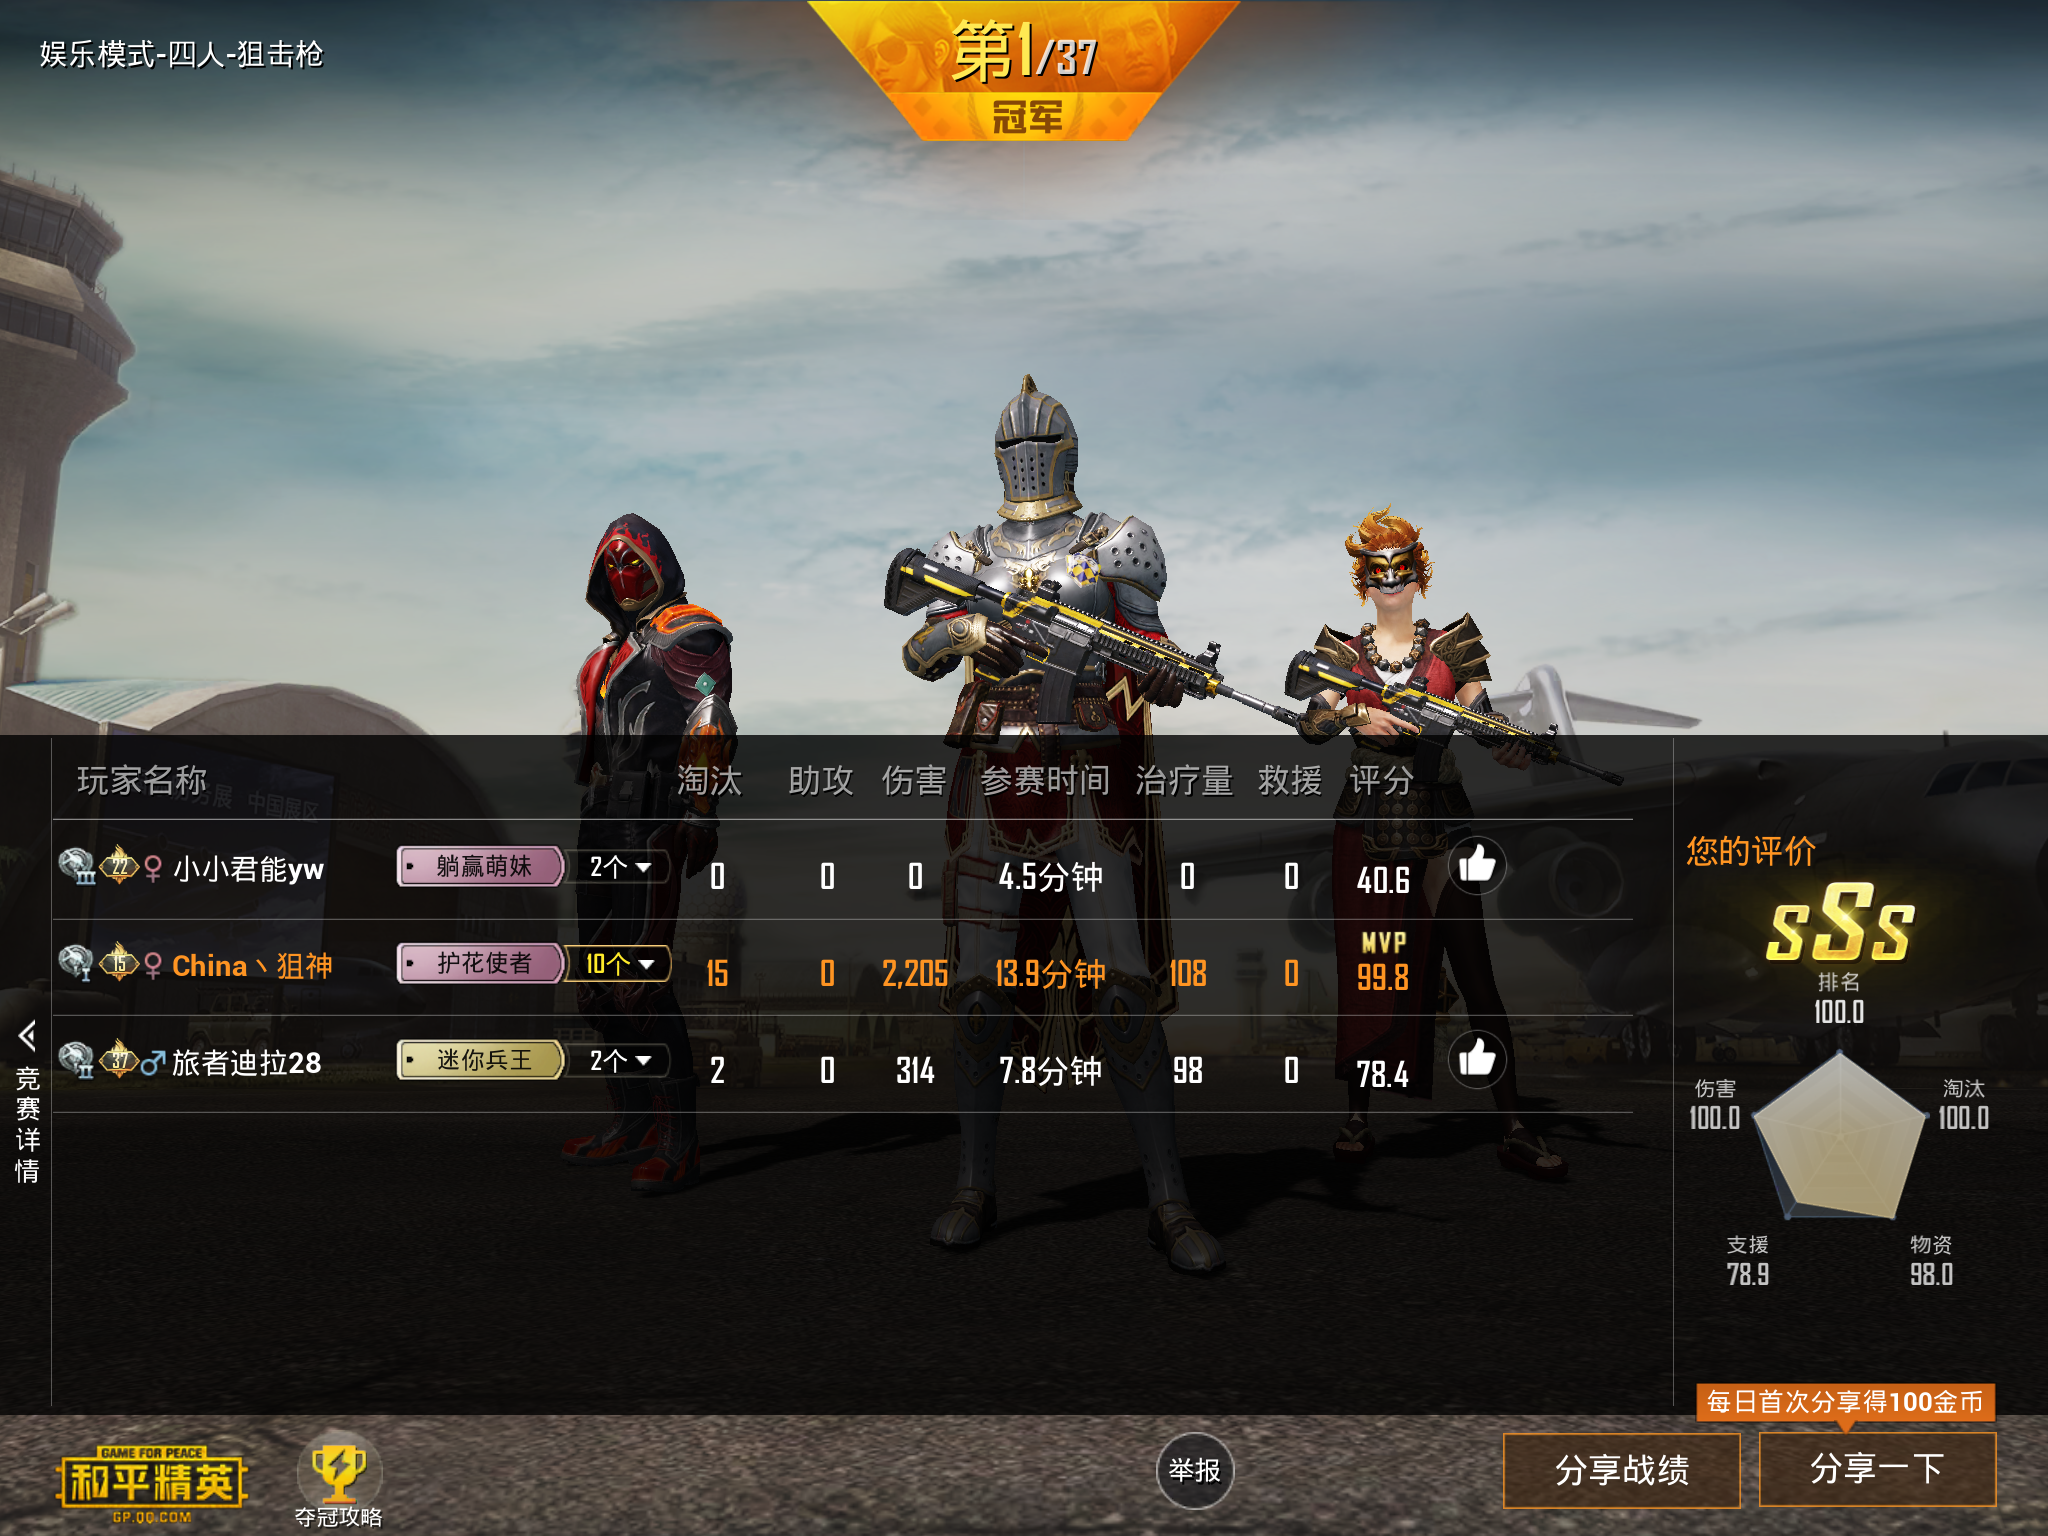 娱乐模式-四人-狙击枪
第1/37
冠军
玩家名称 淘汰 助攻 伤害 参赛时间 治疗量 救援 评分
III 22 小小君能yw 躺赢萌妹 2个 0 0 0 4.5分钟 0 0 40.6
MVP
I 15 China丶狙神 护花使者 10个 15 0 2,205 13.9分钟 108 0 99.8
II 37 旅者迪拉28 迷你兵王 2个 2 0 314 7.8分钟 98 0 78.4
竞赛详情
中国展区
您的评价
sSs
排名
100.0
伤害
100.0
淘汰
100.0
支援
78.9
物资
98.0
每日首次分享得100金币
GAME FOR PEACE
和平精英
GP.QQ.COM
夺冠攻略
举报
分享战绩
分享一下